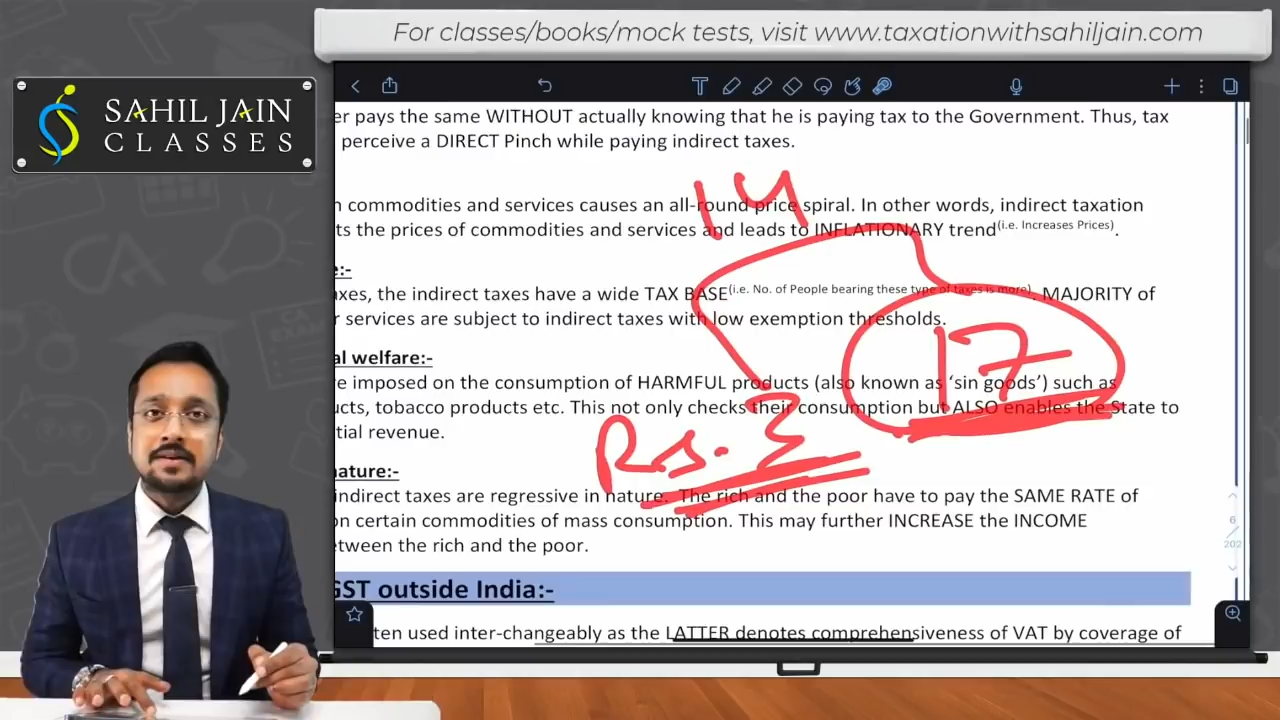 For classes/books/mock tests, visit www.taxationwithsahiljain.com
SAHIL JAIN
CLASSES
er pays the same WITHOUT actually knowing that he is paying tax to the Government. Thus, tax
perceive a DIRECT Pinch while paying indirect taxes.
14
n commodities and services causes an all-round price spiral. In other words, indirect taxation
ts the prices of commodities and services and leads to INFLATIONARY trend(i.e. Increases Prices).
e:-
axes, the indirect taxes have a wide TAX BASE(i.e. No. of People bearing these type of taxes is more). MAJORITY of
r services are subject to indirect taxes with low exemption thresholds.
17
al welfare:-
re imposed on the consumption of HARMFUL products (also known as ‘sin goods’) such as
ucts, tobacco products etc. This not only checks their consumption but ALSO enables the State to
tial revenue.
Rs. 3
nature:-
indirect taxes are regressive in nature. The rich and the poor have to pay the SAME RATE of
on certain commodities of mass consumption. This may further INCREASE the INCOME
etween the rich and the poor.
GST outside India:-
ten used inter-changeably as the LATTER denotes comprehensiveness of VAT by coverage of
6
202